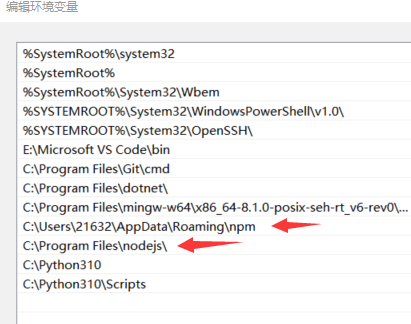 编辑环境变量
%SystemRoot%\system32
%SystemRoot%
%SystemRoot%\System32\Wbem
%SYSTEMROOT%\System32\WindowsPowerShell\v1.0\
%SYSTEMROOT%\System32\OpenSSH\
E:\Microsoft VS Code\bin
C:\Program Files\Git\cmd
C:\Program Files\dotnet\
C:\Program Files\mingw-w64\x86_64-8.1.0-posix-seh-rt_v6-rev0\...
C:\Users\21632\AppData\Roaming\npm
C:\Program Files\nodejs\
C:\Python310
C:\Python310\Scripts